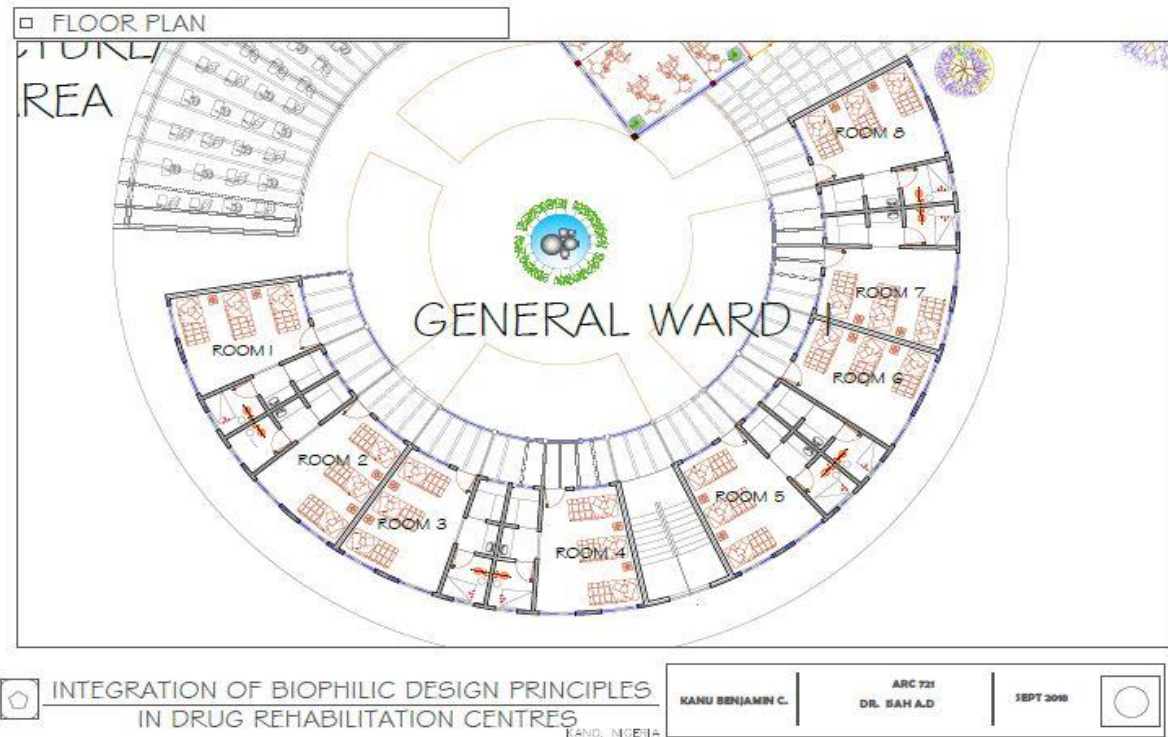 FLOOR PLAN
CTUREA
REA
ROOM 8
ROOM 7
GENERAL WARD 1
ROOM 1
ROOM 6
ROOM 2
ROOM 5
ROOM 3
ROOM 4
INTEGRATION OF BIOPHILIC DESIGN PRINCIPLES
IN DRUG REHABILITATION CENTRES
KANO, NIGERIA
KANU BENJAMIN C.
ARC 721
DR. BAH A.D
SEPT 2018